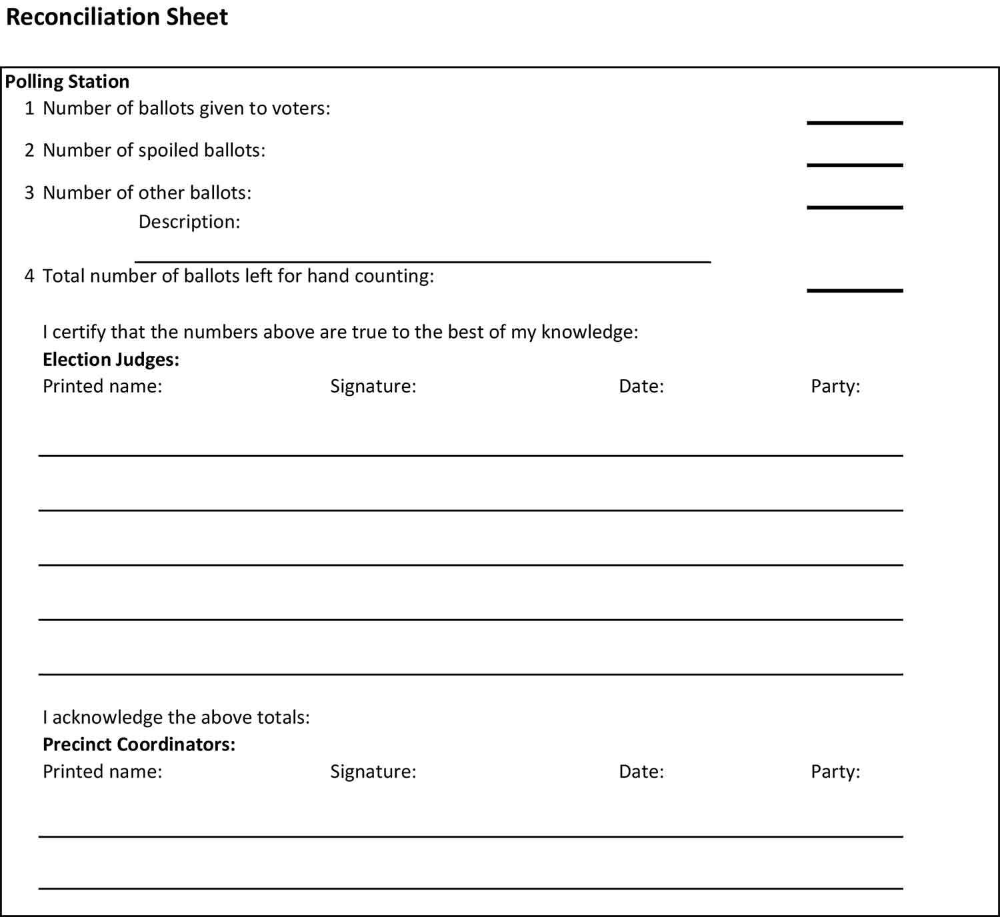 Reconciliation Sheet
Polling Station
1 Number of ballots given to voters:
2 Number of spoiled ballots:
3 Number of other ballots:
Description:
4 Total number of ballots left for hand counting:
I certify that the numbers above are true to the best of my knowledge:
Election Judges:
Printed name: Signature: Date: Party:
I acknowledge the above totals:
Precinct Coordinators:
Printed name: Signature: Date: Party: